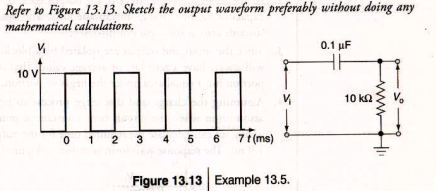 Refer to Figure 13.13. Sketch the output waveform preferably without doing any
mathematical calculations.
Vi
10 V
0 1 2 3 4 5 6 7 t (ms)
0.1 μF
Vi
10 kΩ
Vo
Figure 13.13 | Example 13.5.